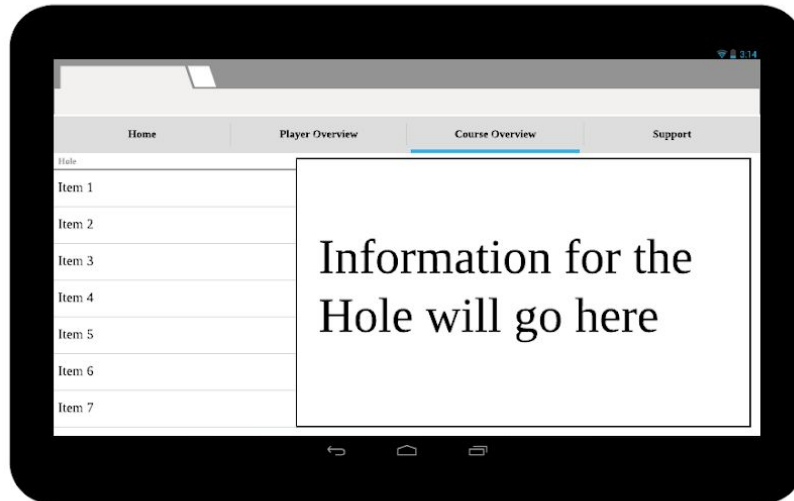 3:14
Home Player Overview Course Overview Support
Hole
Item 1
Item 2
Item 3
Item 4
Item 5
Item 6
Item 7
Information for the
Hole will go here